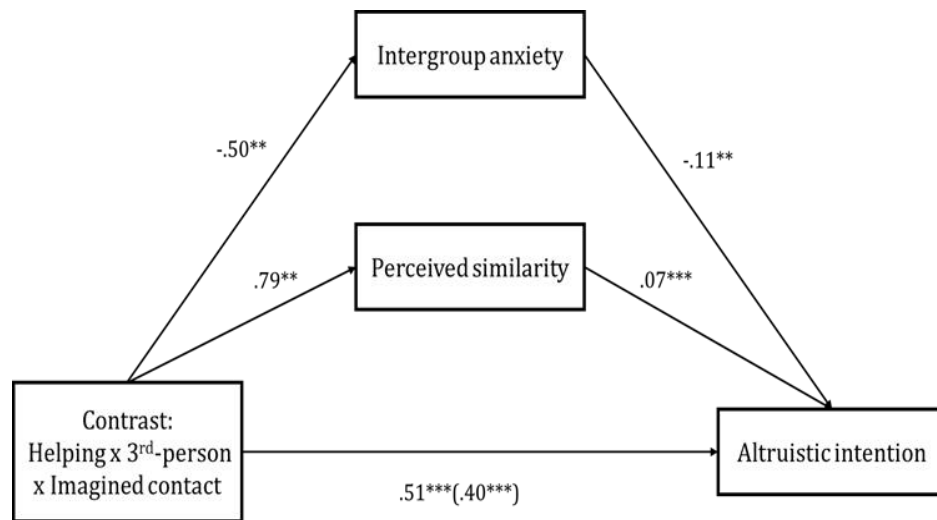 Intergroup anxiety
-.50**
-.11**
Perceived similarity
.79**
.07***
Contrast:
Helping x 3rd-person
x Imagined contact
Altruistic intention
.51***(.40***)